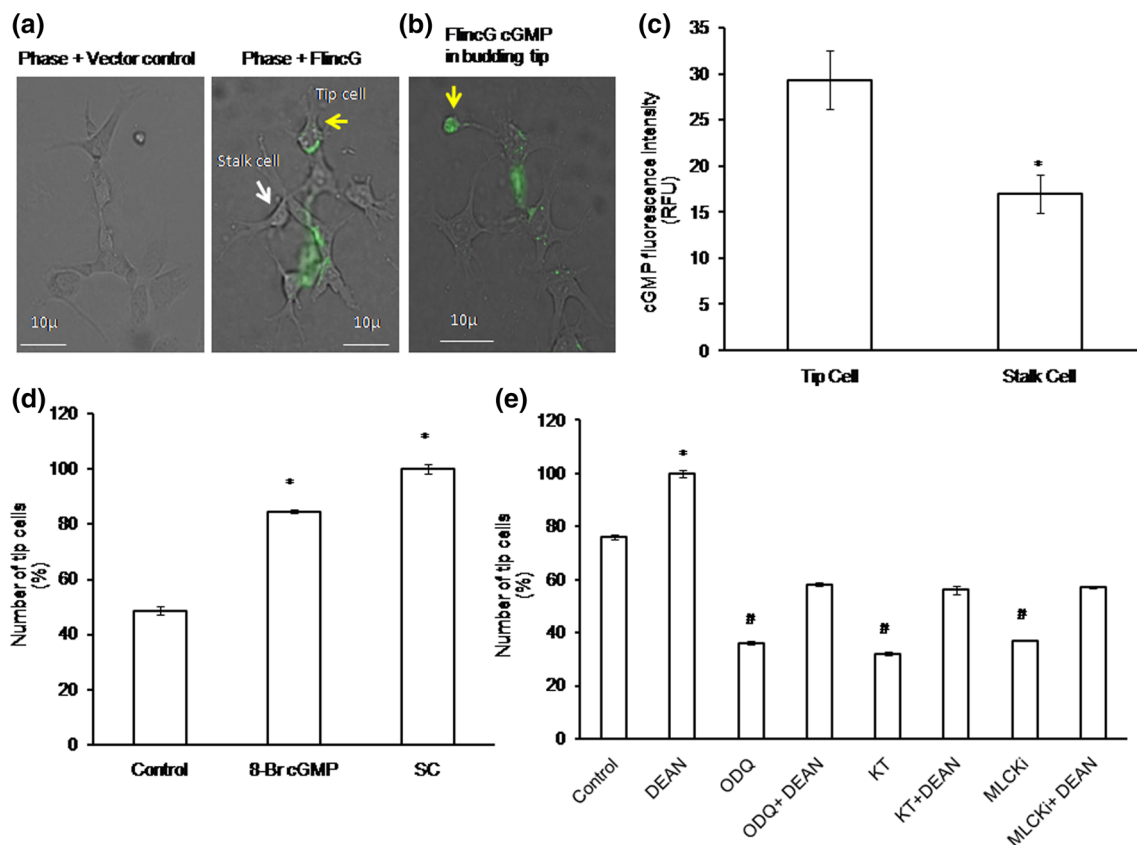 (a)
Phase + Vector control
10µ
Phase + FlincG
Tip cell
Stalk cell
10µ
(b)
FlincG cGMP
in budding tip
10µ
(c)
cGMP fluorescence intensity
(RFU)
35
30
25
20
15
10
5
0
*
Tip Cell
Stalk Cell
(d)
Number of tip cells
(%)
120
100
80
60
40
20
0
*
*
Control
8-Br cGMP
SC
(e)
Number of tip cells
(%)
120
100
80
60
40
20
0
*
#
#
#
Control
DEAN
ODQ
ODQ+ DEAN
KT
KT+DEAN
MLCKi
MLCKi+ DEAN